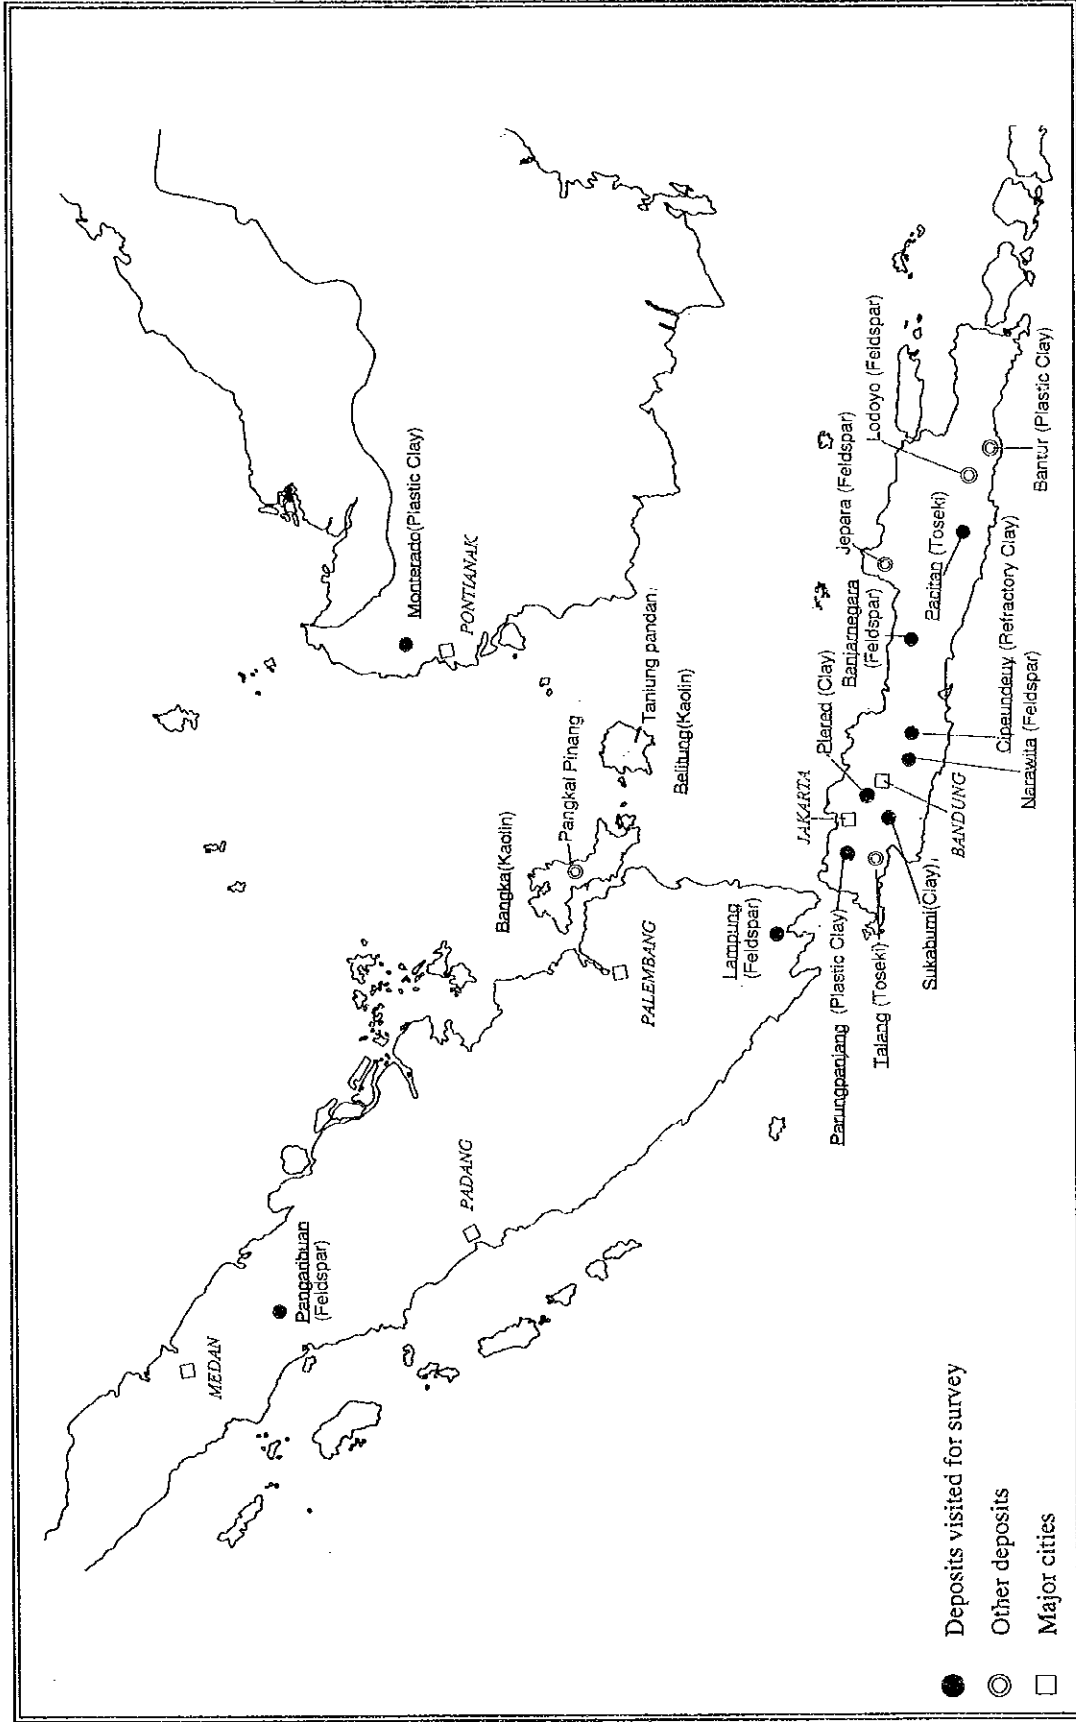 MEDAN
Pangaribuan
(Feldspar)
PADANG
PALEMBANG
Bangka(Kaolin)
Pangkal Pinang
Belitung(Kaolin)
Tanjung pandan
Monterado(Plastic Clay)
PONTIANAK
Lampung
(Feldspar)
Parungpanjang (Plastic Clay)
Talang (Toseki)
Sukabumi(Clay)
JAKARTA
BANDUNG
Plered (Clay)
Narawita (Feldspar)
Cipeundeuy (Refractory Clay)
Banjarnegara
(Feldspar)
Pacitan (Toseki)
Jepara (Feldspar)
Lodoyo (Feldspar)
Bantur (Plastic Clay)
Deposits visited for survey
Other deposits
Major cities